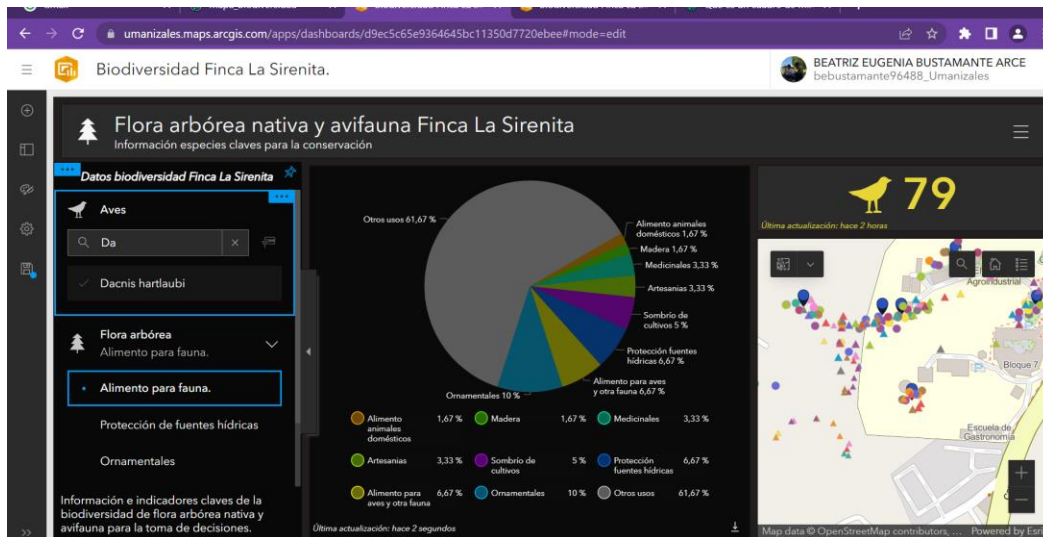 umanizales.maps.arcgis.com/apps/dashboards/d9ec5c65e9364645bc11350d7720ebee#mode=edit
Biodiversidad Finca La Sirenita.
BEATRIZ EUGENIA BUSTAMANTE ARCE
bebustamante96488_Umanizales
Flora arbórea nativa y avifauna Finca La Sirenita
Información especies claves para la conservación
Datos biodiversidad Finca La Sirenita
Aves
Da
Dacnis hartlaubi
Flora arbórea
Alimento para fauna.
Alimento para fauna.
Protección de fuentes hídricas
Ornamentales
Información e indicadores claves de la
biodiversidad de flora arbórea nativa y
avifauna para la toma de decisiones.
Otros usos 61,67 %
Alimento animales
domésticos 1,67 %
Madera 1,67 %
Medicinales 3,33 %
Artesanias 3,33 %
Sombrío de
cultivos 5 %
Protección fuentes
hídricas 6,67 %
Alimento para aves
y otra fauna 6,67 %
Ornamentales 10 %
Alimento
animales
domésticos
1,67 %
Madera 1,67 %
Medicinales 3,33 %
Artesanias 3,33 %
Sombrío de
cultivos
5 %
Protección
fuentes hídricas
6,67 %
Alimento para
aves y otra fauna
6,67 %
Ornamentales 10 %
Otros usos 61,67 %
Última actualización: hace 2 segundos
79
Última actualización: hace 2 horas
Agroindustrial
Bloque 7
Escuela de
Gastronomía
Map data © OpenStreetMap contributors, ... Powered by Esri